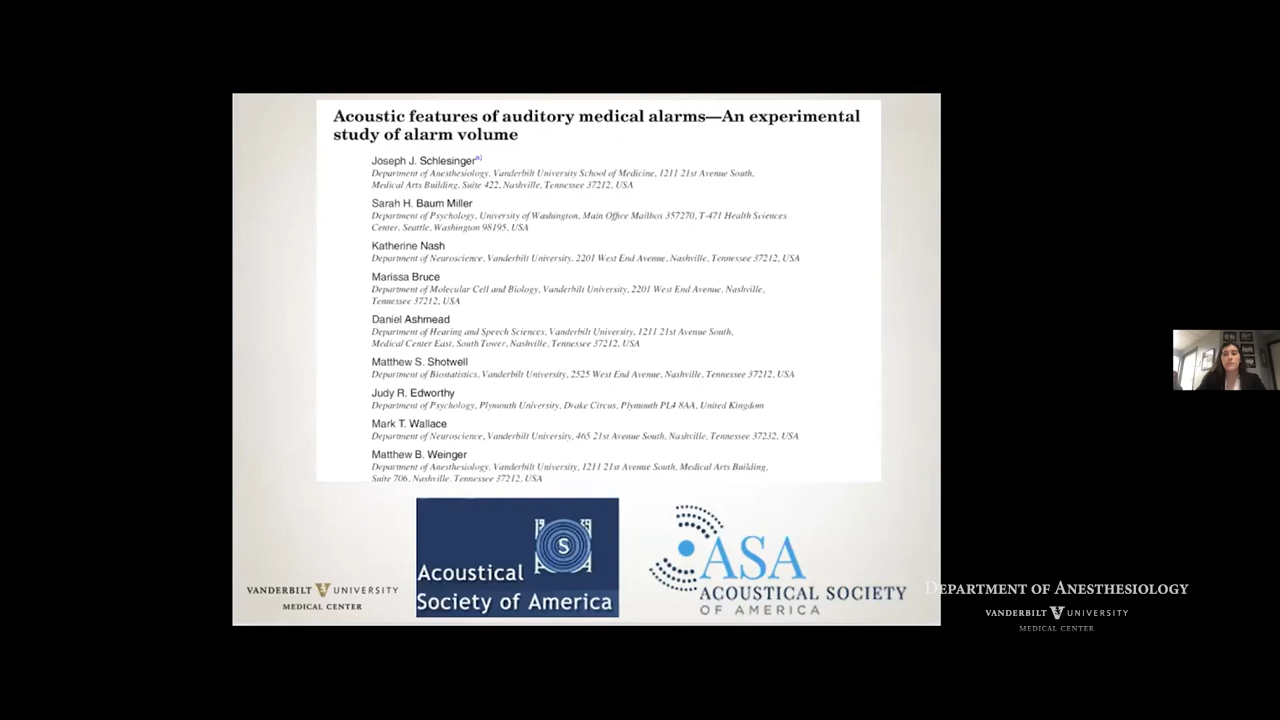 Acoustic features of auditory medical alarms—An experimental
study of alarm volume
Joseph J. Schlesingera)
Department of Anesthesiology, Vanderbilt University School of Medicine, 1211 21st Avenue South,
Medical Arts Building, Suite 422, Nashville, Tennessee 37212, USA
Sarah H. Baum Miller
Department of Psychology, University of Washington, Main Office Mailbox 357270, T-471 Health Sciences
Center, Seattle, Washington 98195, USA
Katherine Nash
Department of Neuroscience, Vanderbilt University, 2201 West End Avenue, Nashville, Tennessee 37212, USA
Marissa Bruce
Department of Molecular Cell and Biology, Vanderbilt University, 2201 West End Avenue, Nashville,
Tennessee 37212, USA
Daniel Ashmead
Department of Hearing and Speech Sciences, Vanderbilt University, 1211 21st Avenue South,
Medical Center East, South Tower, Nashville, Tennessee 37212, USA
Matthew S. Shotwell
Department of Biostatistics, Vanderbilt University, 2525 West End Avenue, Nashville, Tennessee 37212, USA
Judy R. Edworthy
Department of Psychology, Plymouth University, Drake Circus, Plymouth PL4 8AA, United Kingdom
Mark T. Wallace
Department of Neuroscience, Vanderbilt University, 465 21st Avenue South, Nashville, Tennessee 37232, USA
Matthew B. Weinger
Department of Anesthesiology, Vanderbilt University, 1211 21st Avenue South, Medical Arts Building,
Suite 706, Nashville, Tennessee 37212, USA
VANDERBILT V UNIVERSITY
MEDICAL CENTER
S
Acoustical
Society of America
ASA
ACOUSTICAL SOCIETY
OF AMERICA
DEPARTMENT OF ANESTHESIOLOGY
VANDERBILT V UNIVERSITY
MEDICAL CENTER